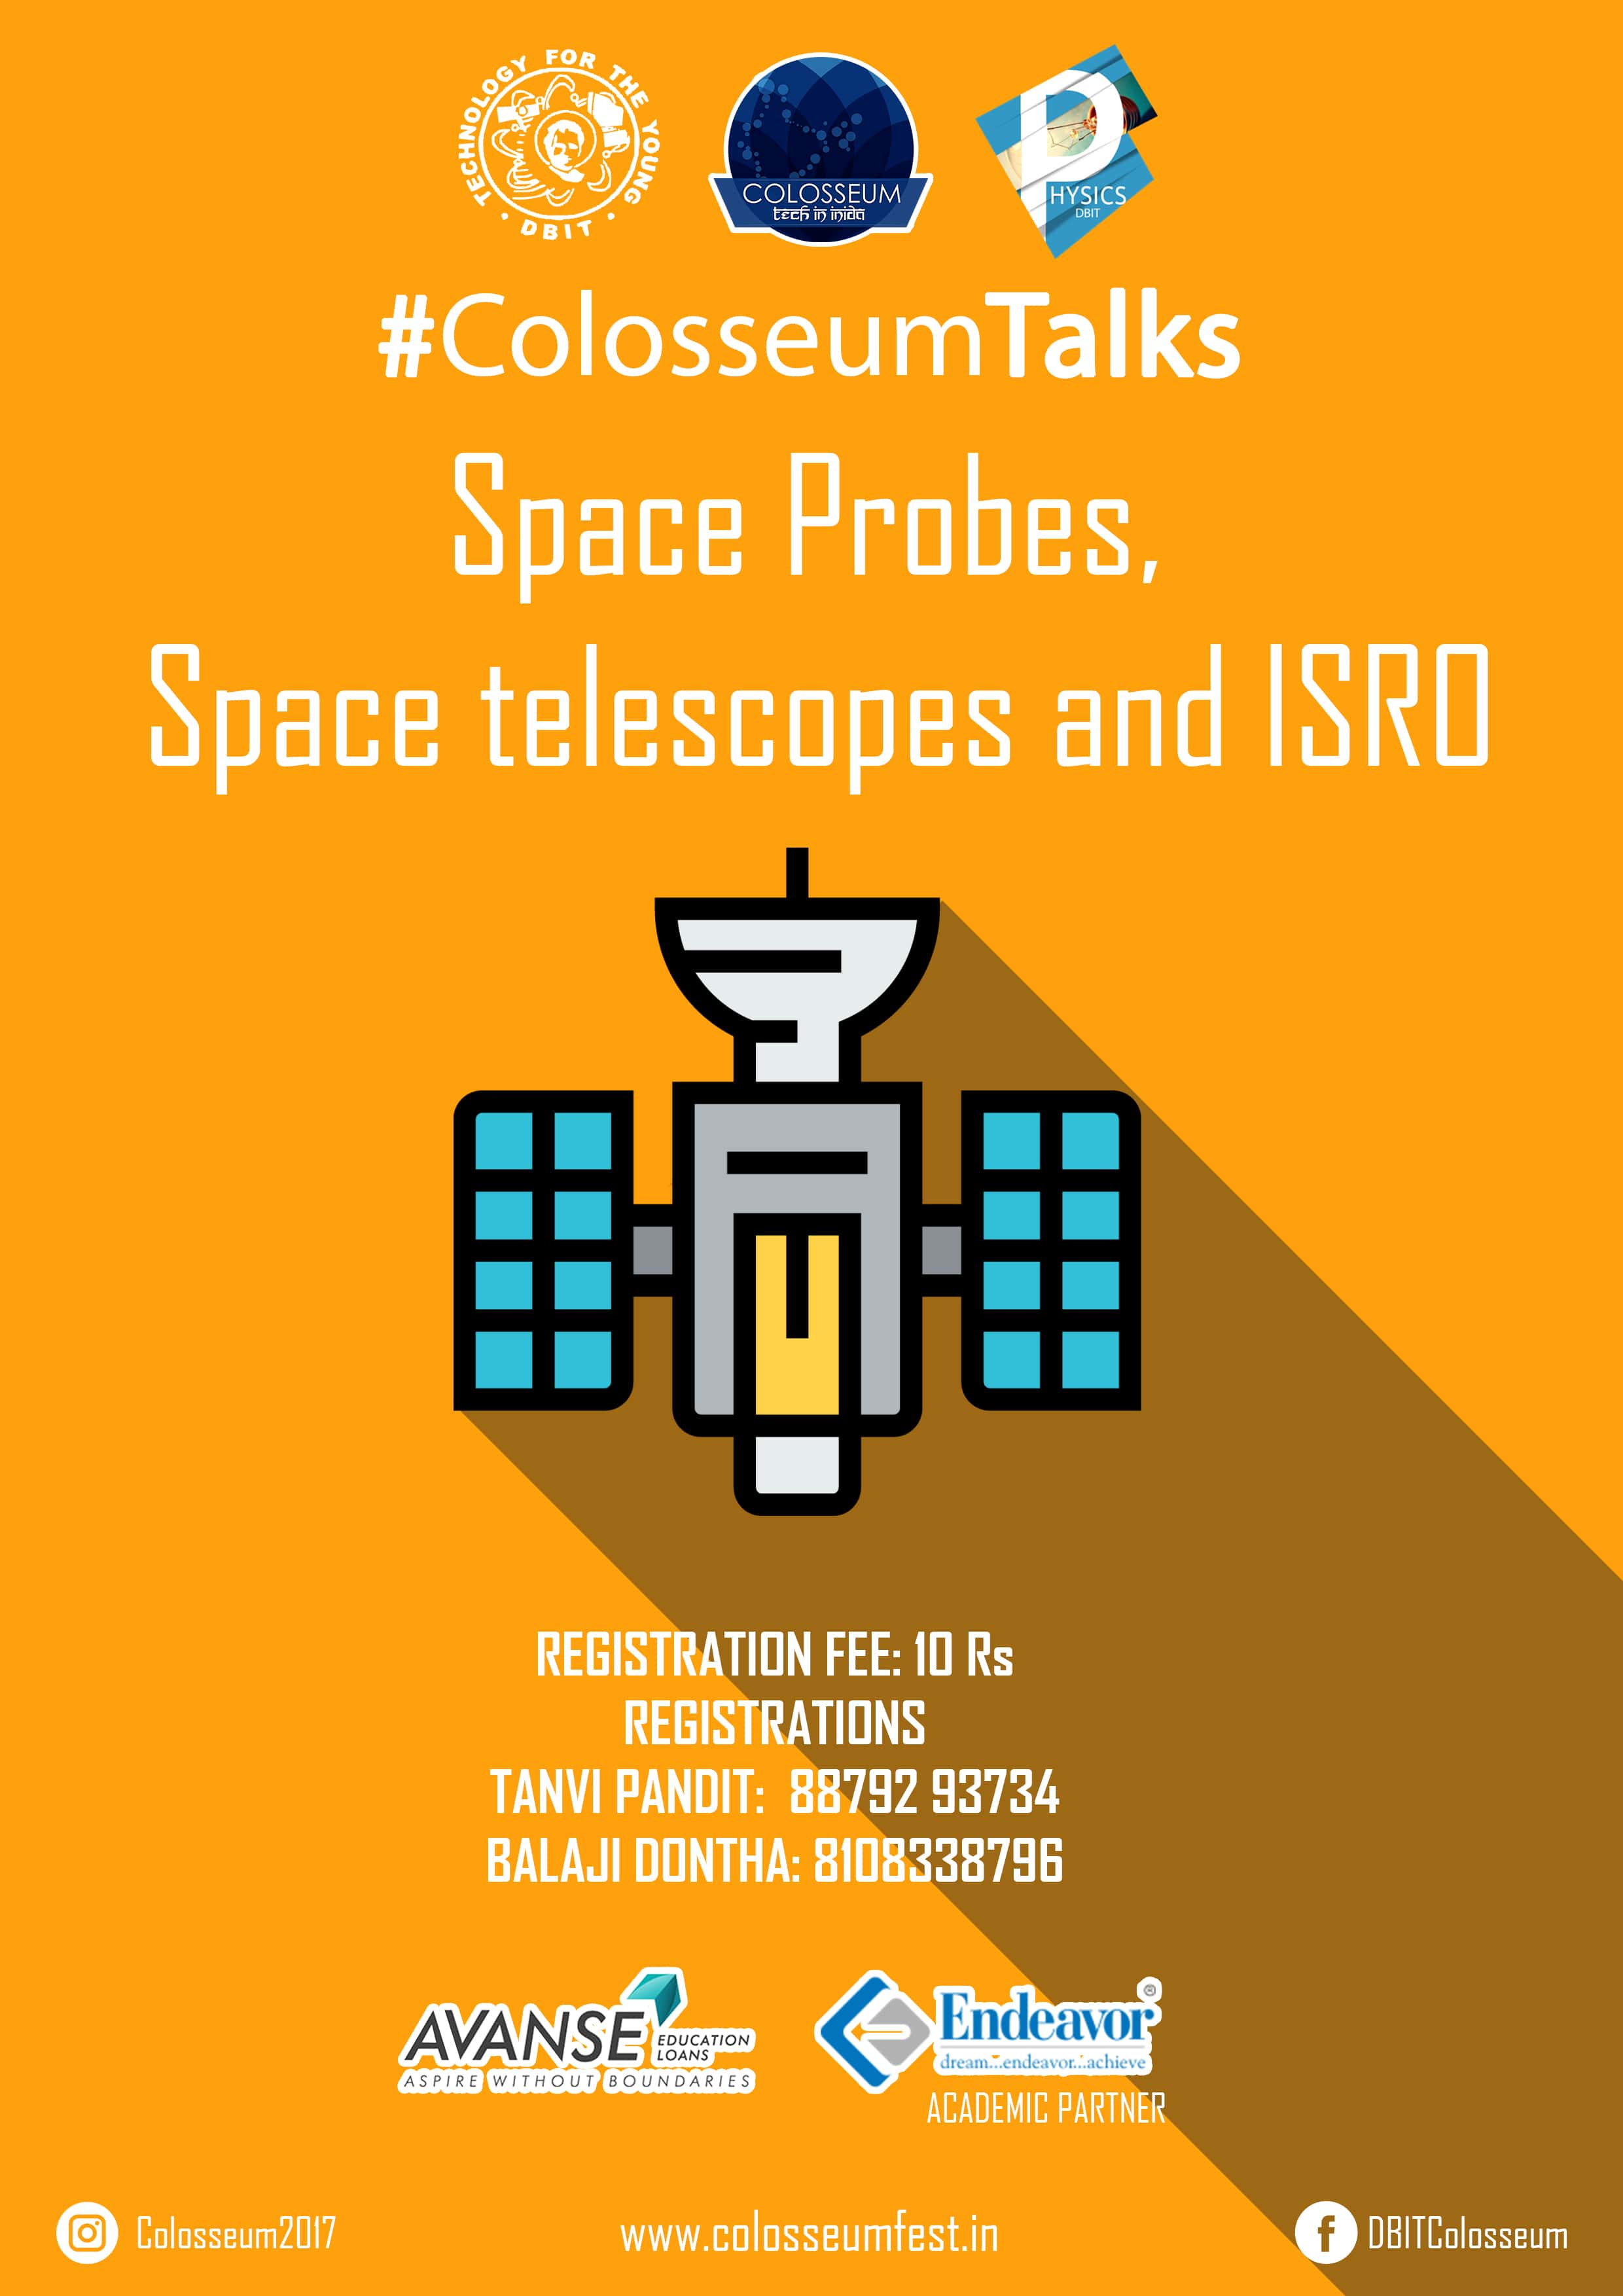 TECHNOLOGY FOR THE YOUNG
• DBIT •
COLOSSEUM
tech in inida
PHYSICS
DBIT
#ColosseumTalks
Space Probes,
Space telescopes and ISRO
REGISTRATION FEE: 10 Rs
REGISTRATIONS
TANVI PANDIT: 88792 93734
BALAJI DONTHA: 8108338796
AVANSE EDUCATION
LOANS
ASPIRE WITHOUT BOUNDARIES
Endeavor®
dream...endeavor...achieve
ACADEMIC PARTNER
Colosseum2017
www.colosseumfest.in
DBITColosseum